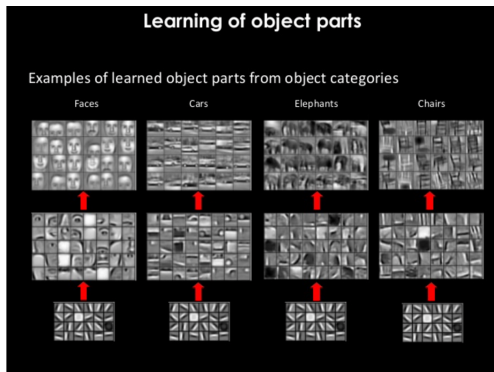 Learning of object parts
Examples of learned object parts from object categories
Faces Cars Elephants Chairs